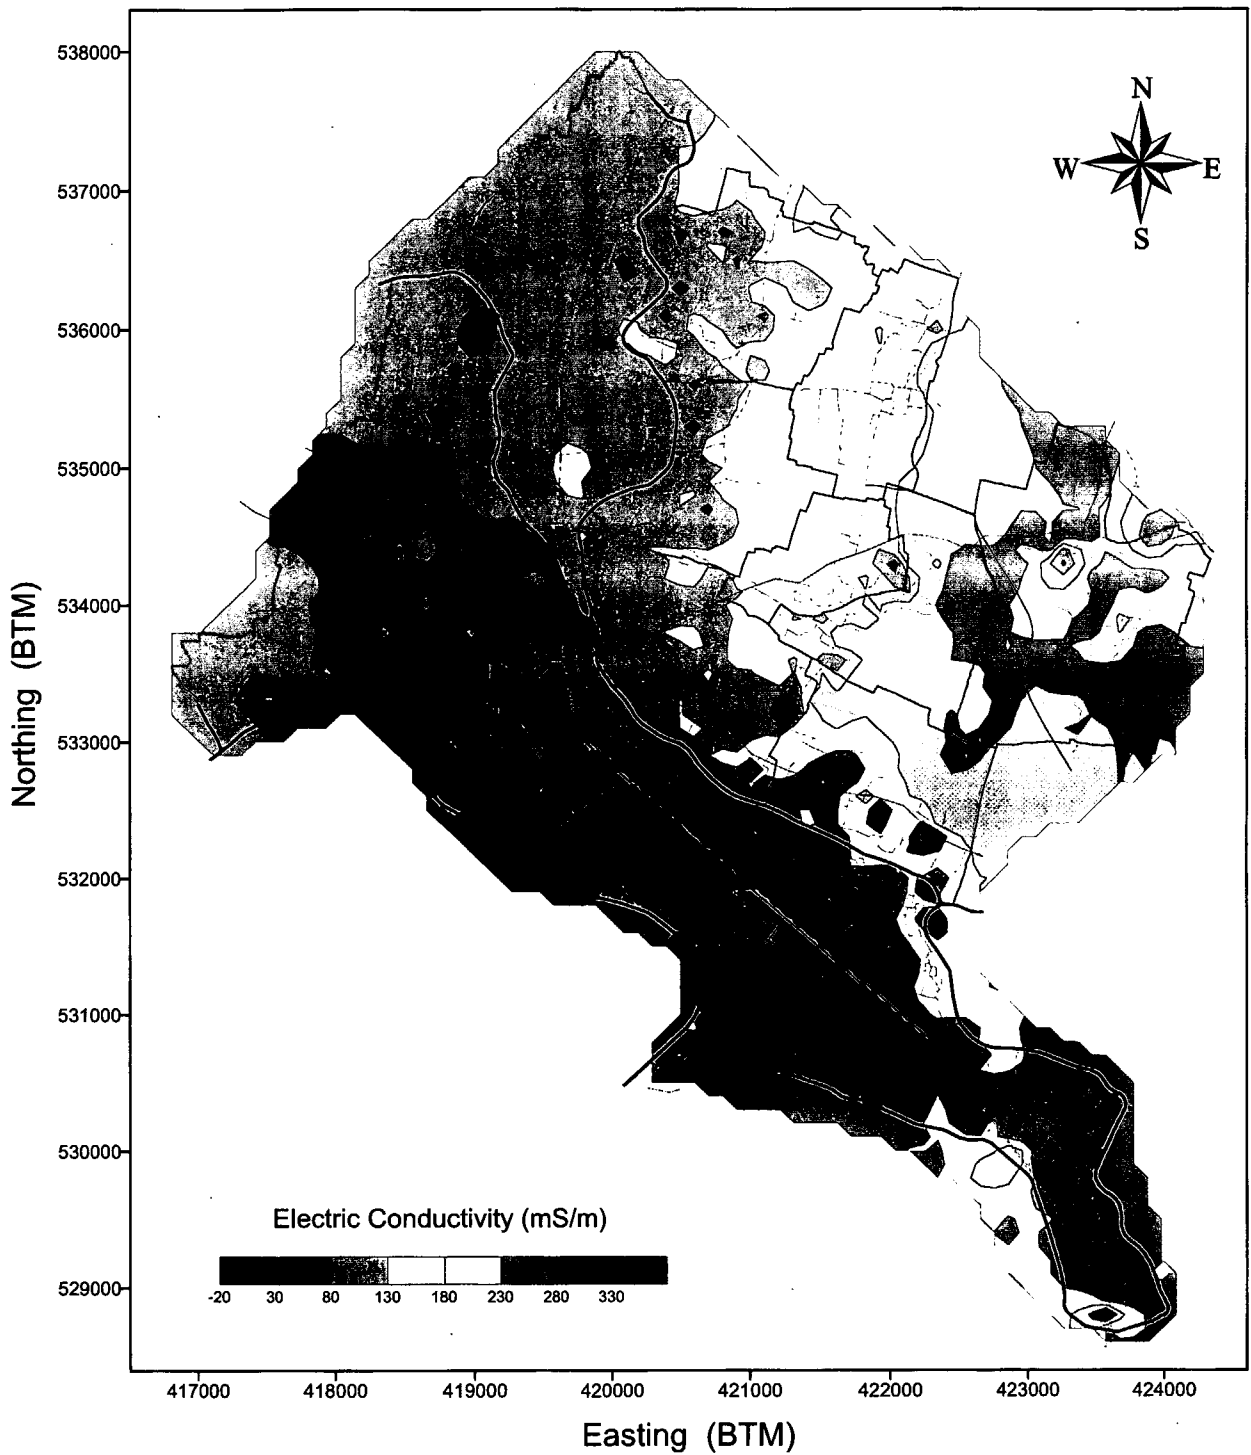 538000
537000
536000
535000
534000
533000
532000
531000
530000
529000
Northing (BTM)
N
W E
S
Electric Conductivity (mS/m)
-20 30 80 130 180 230 280 330
417000 418000 419000 420000 421000 422000 423000 424000
Easting (BTM)